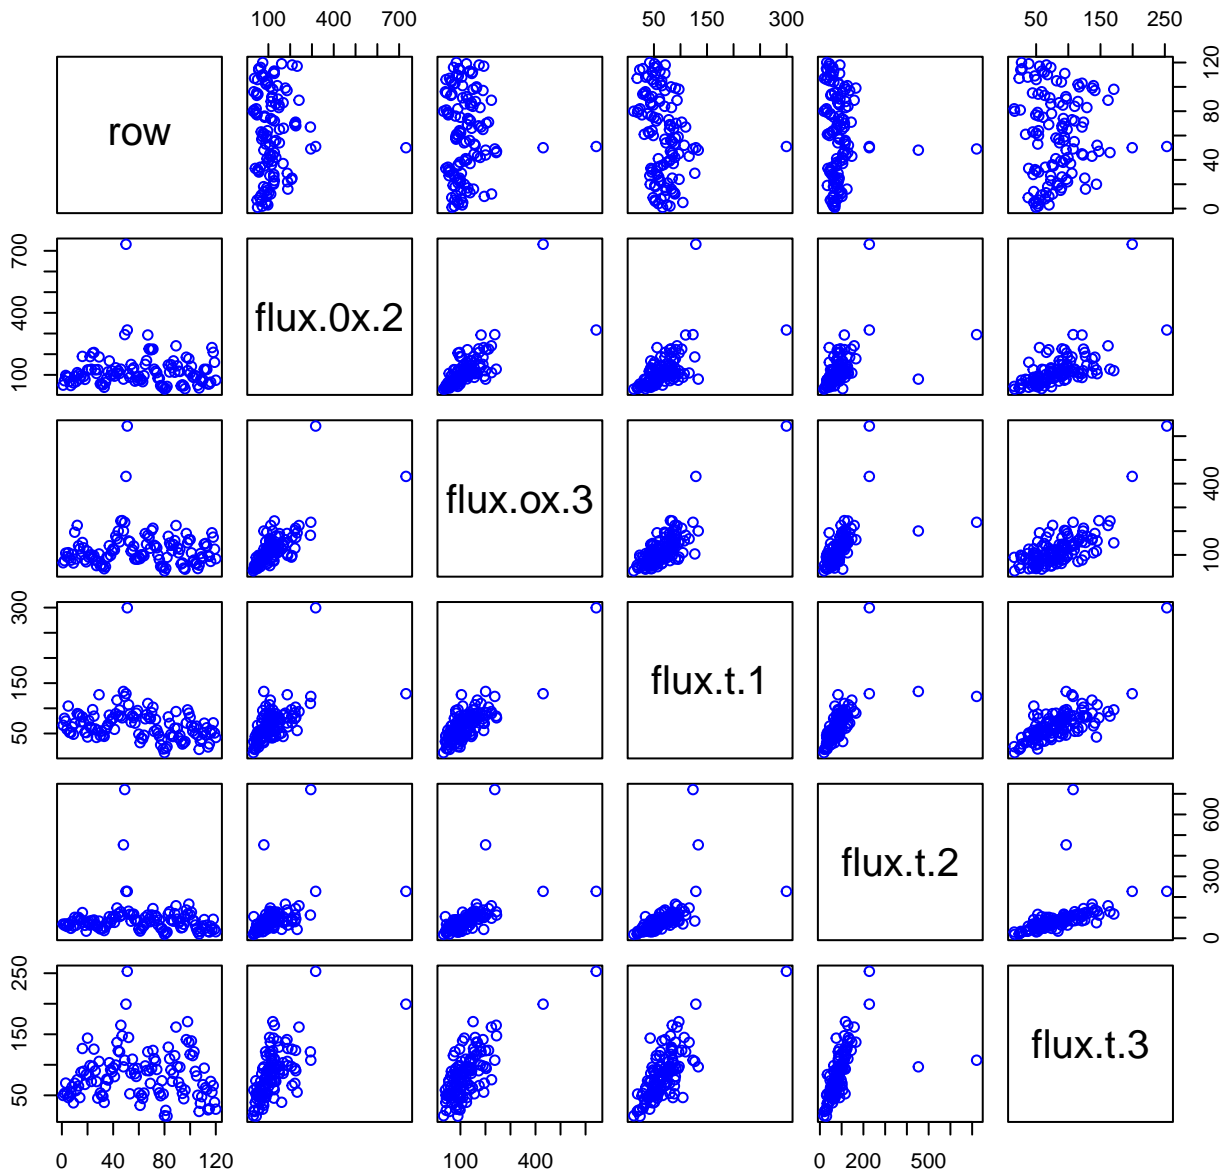 100 400 700 50 150 300 50 150 250
row 0 40 80 120
100 400 700 flux.0x.2
flux.ox.3 100 400
50 150 300 flux.t.1
flux.t.2 0 300 600
50 150 250 flux.t.3
0 40 80 120 100 400 0 200 500